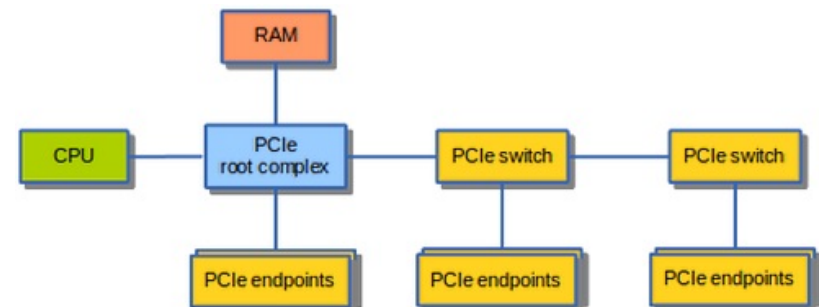 RAM
CPU
PCIe
root complex
PCIe switch
PCIe switch
PCIe endpoints
PCIe endpoints
PCIe endpoints